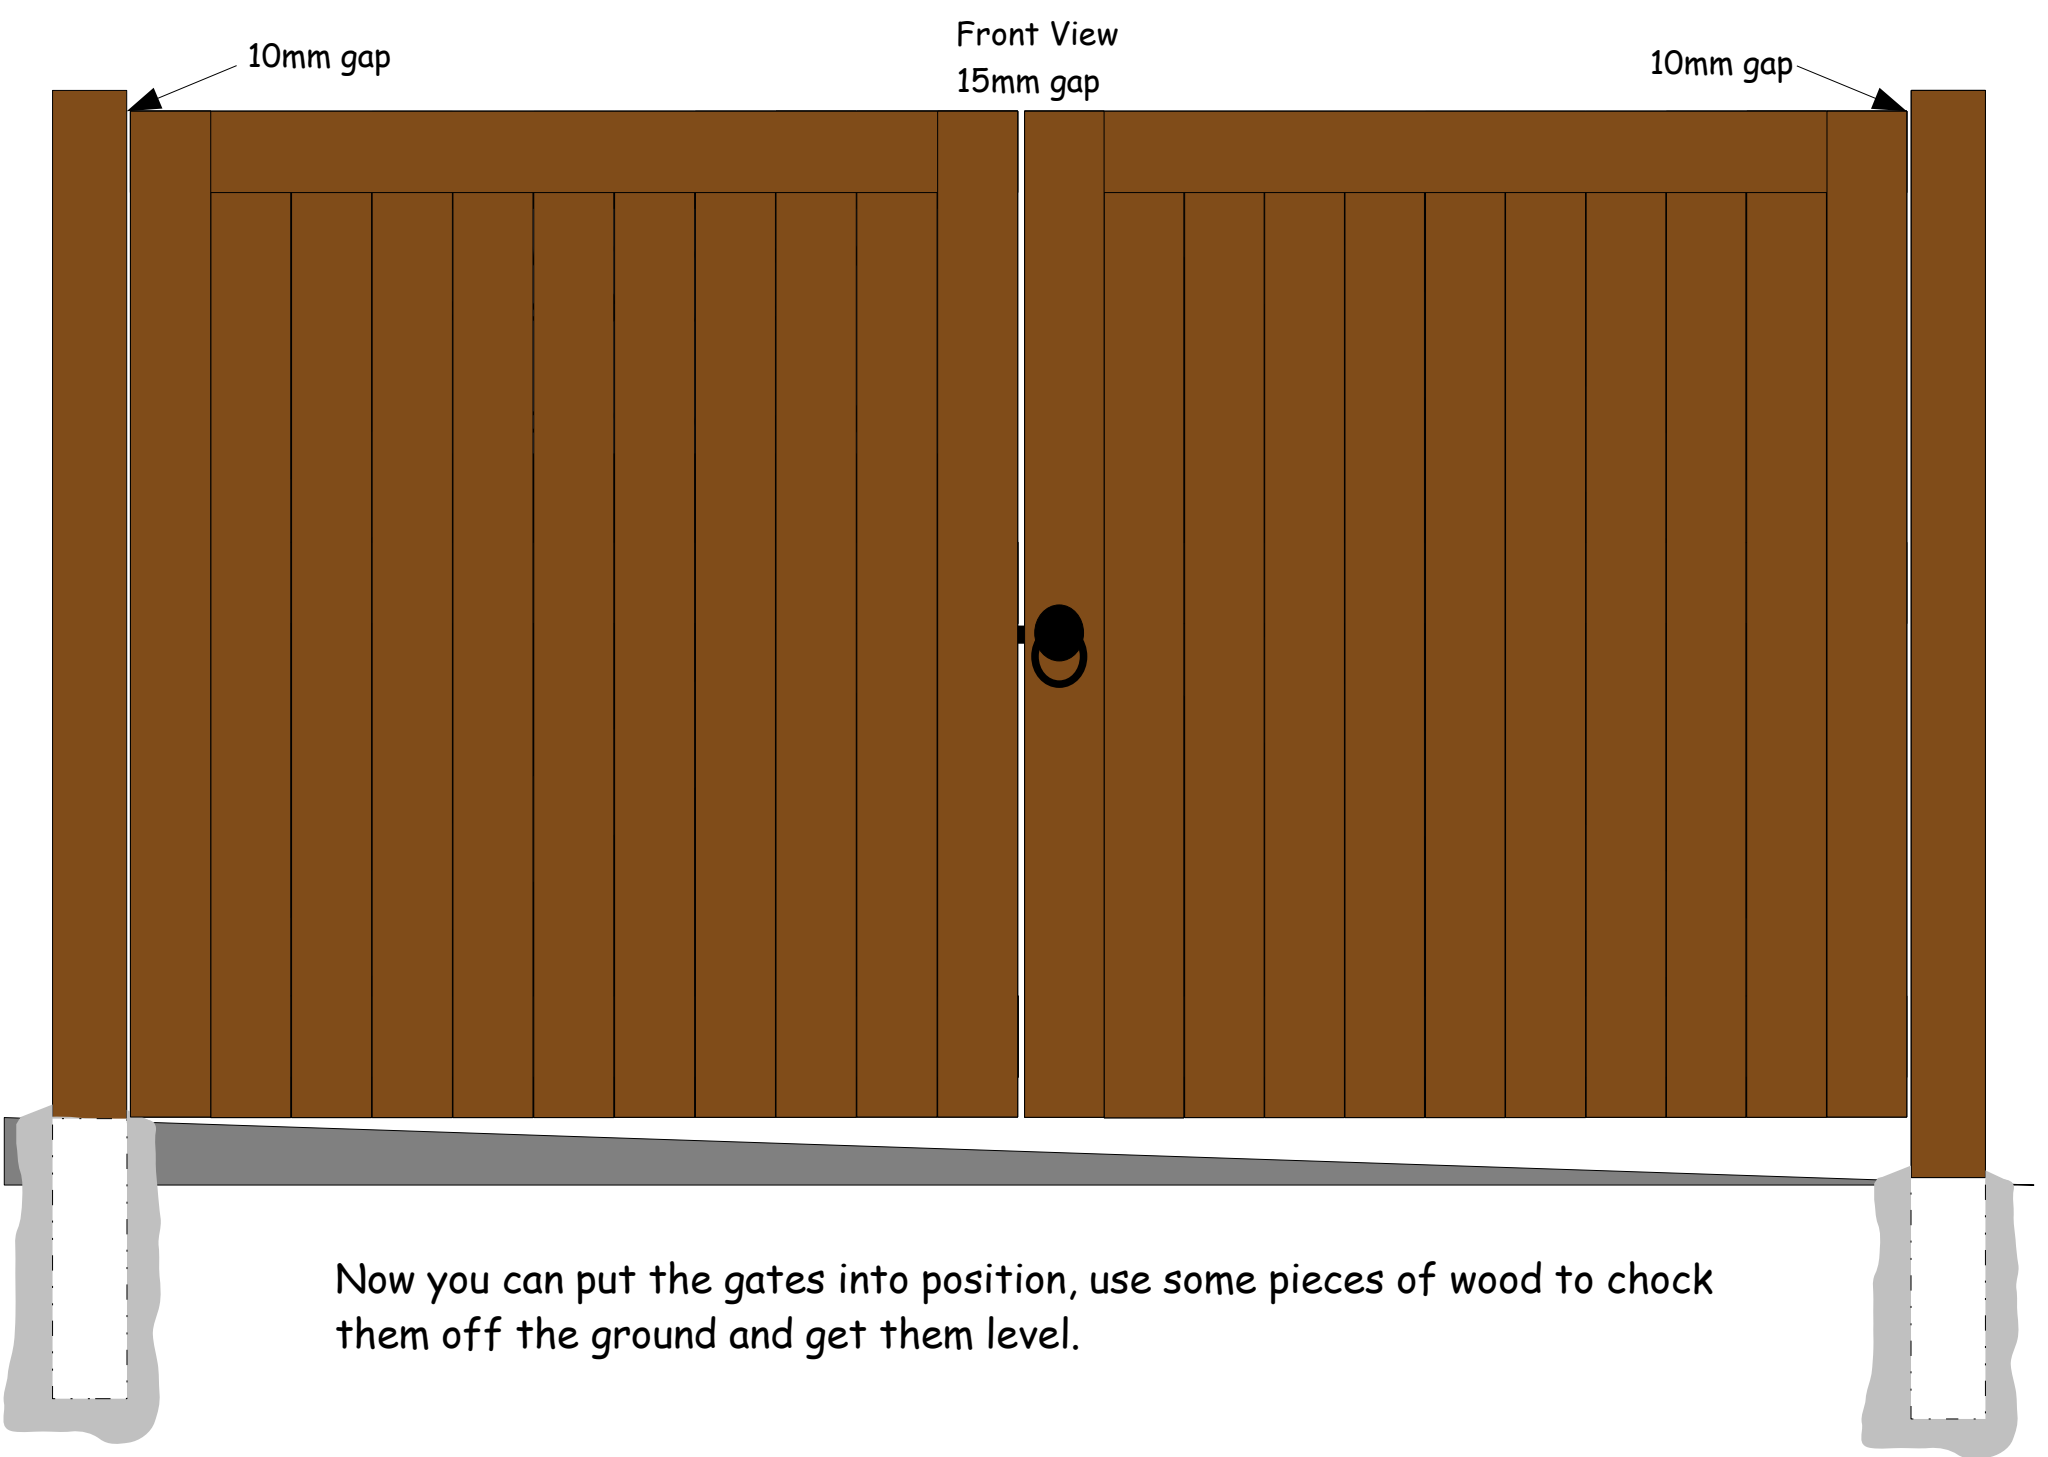 Front View
10mm gap
15mm gap
10mm gap
Now you can put the gates into position, use some pieces of wood to chock
them off the ground and get them level.